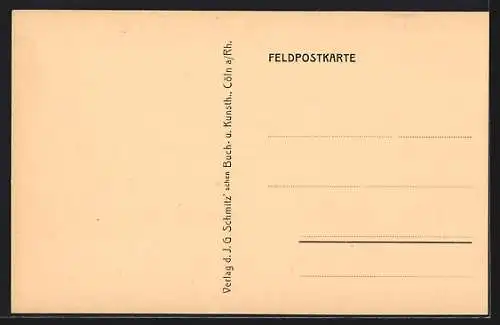 FELDPOSTKARTE
Verlag d. J. G Schmitz'schen Buch- u. Kunsth., Cöln a/Rh.